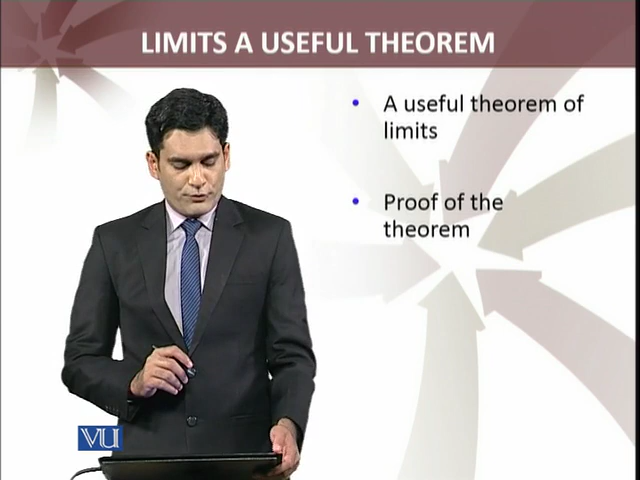 LIMITS A USEFUL THEOREM
• A useful theorem of
limits
• Proof of the
theorem
VU